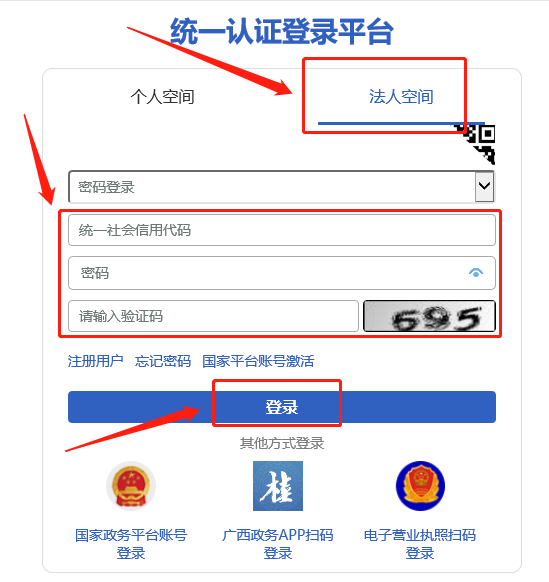 统一认证登录平台
个人空间
法人空间
密码登录
统一社会信用代码
密码
请输入验证码
695
注册用户 忘记密码 国家平台账号激活
登录
其他方式登录
桂
国家政务平台账号
登录
广西政务APP扫码
登录
电子营业执照扫码
登录